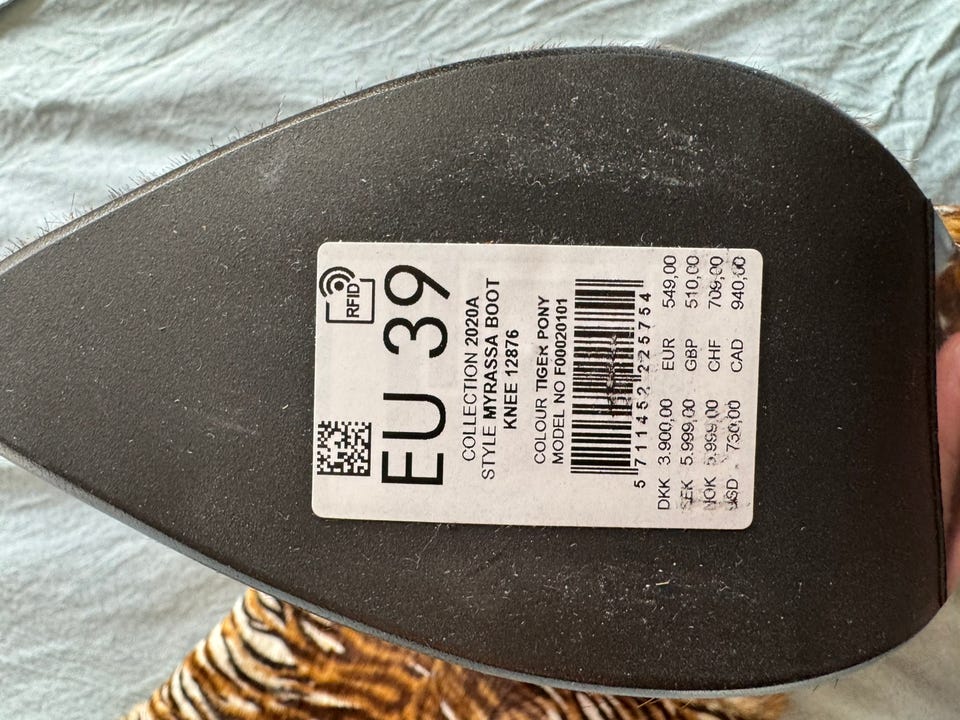 RFID
EU 39
COLLECTION 2020A
STYLE MYRASSA BOOT
KNEE 12876
COLOUR TIGER PONY
MODEL NO F00020101
5 711452 225754
DKK 3.900,00 EUR 549,00
SEK 5.999,00 GBP 510,00
NOK 5.999,00 CHF 709,00
USD 730,00 CAD 940,00